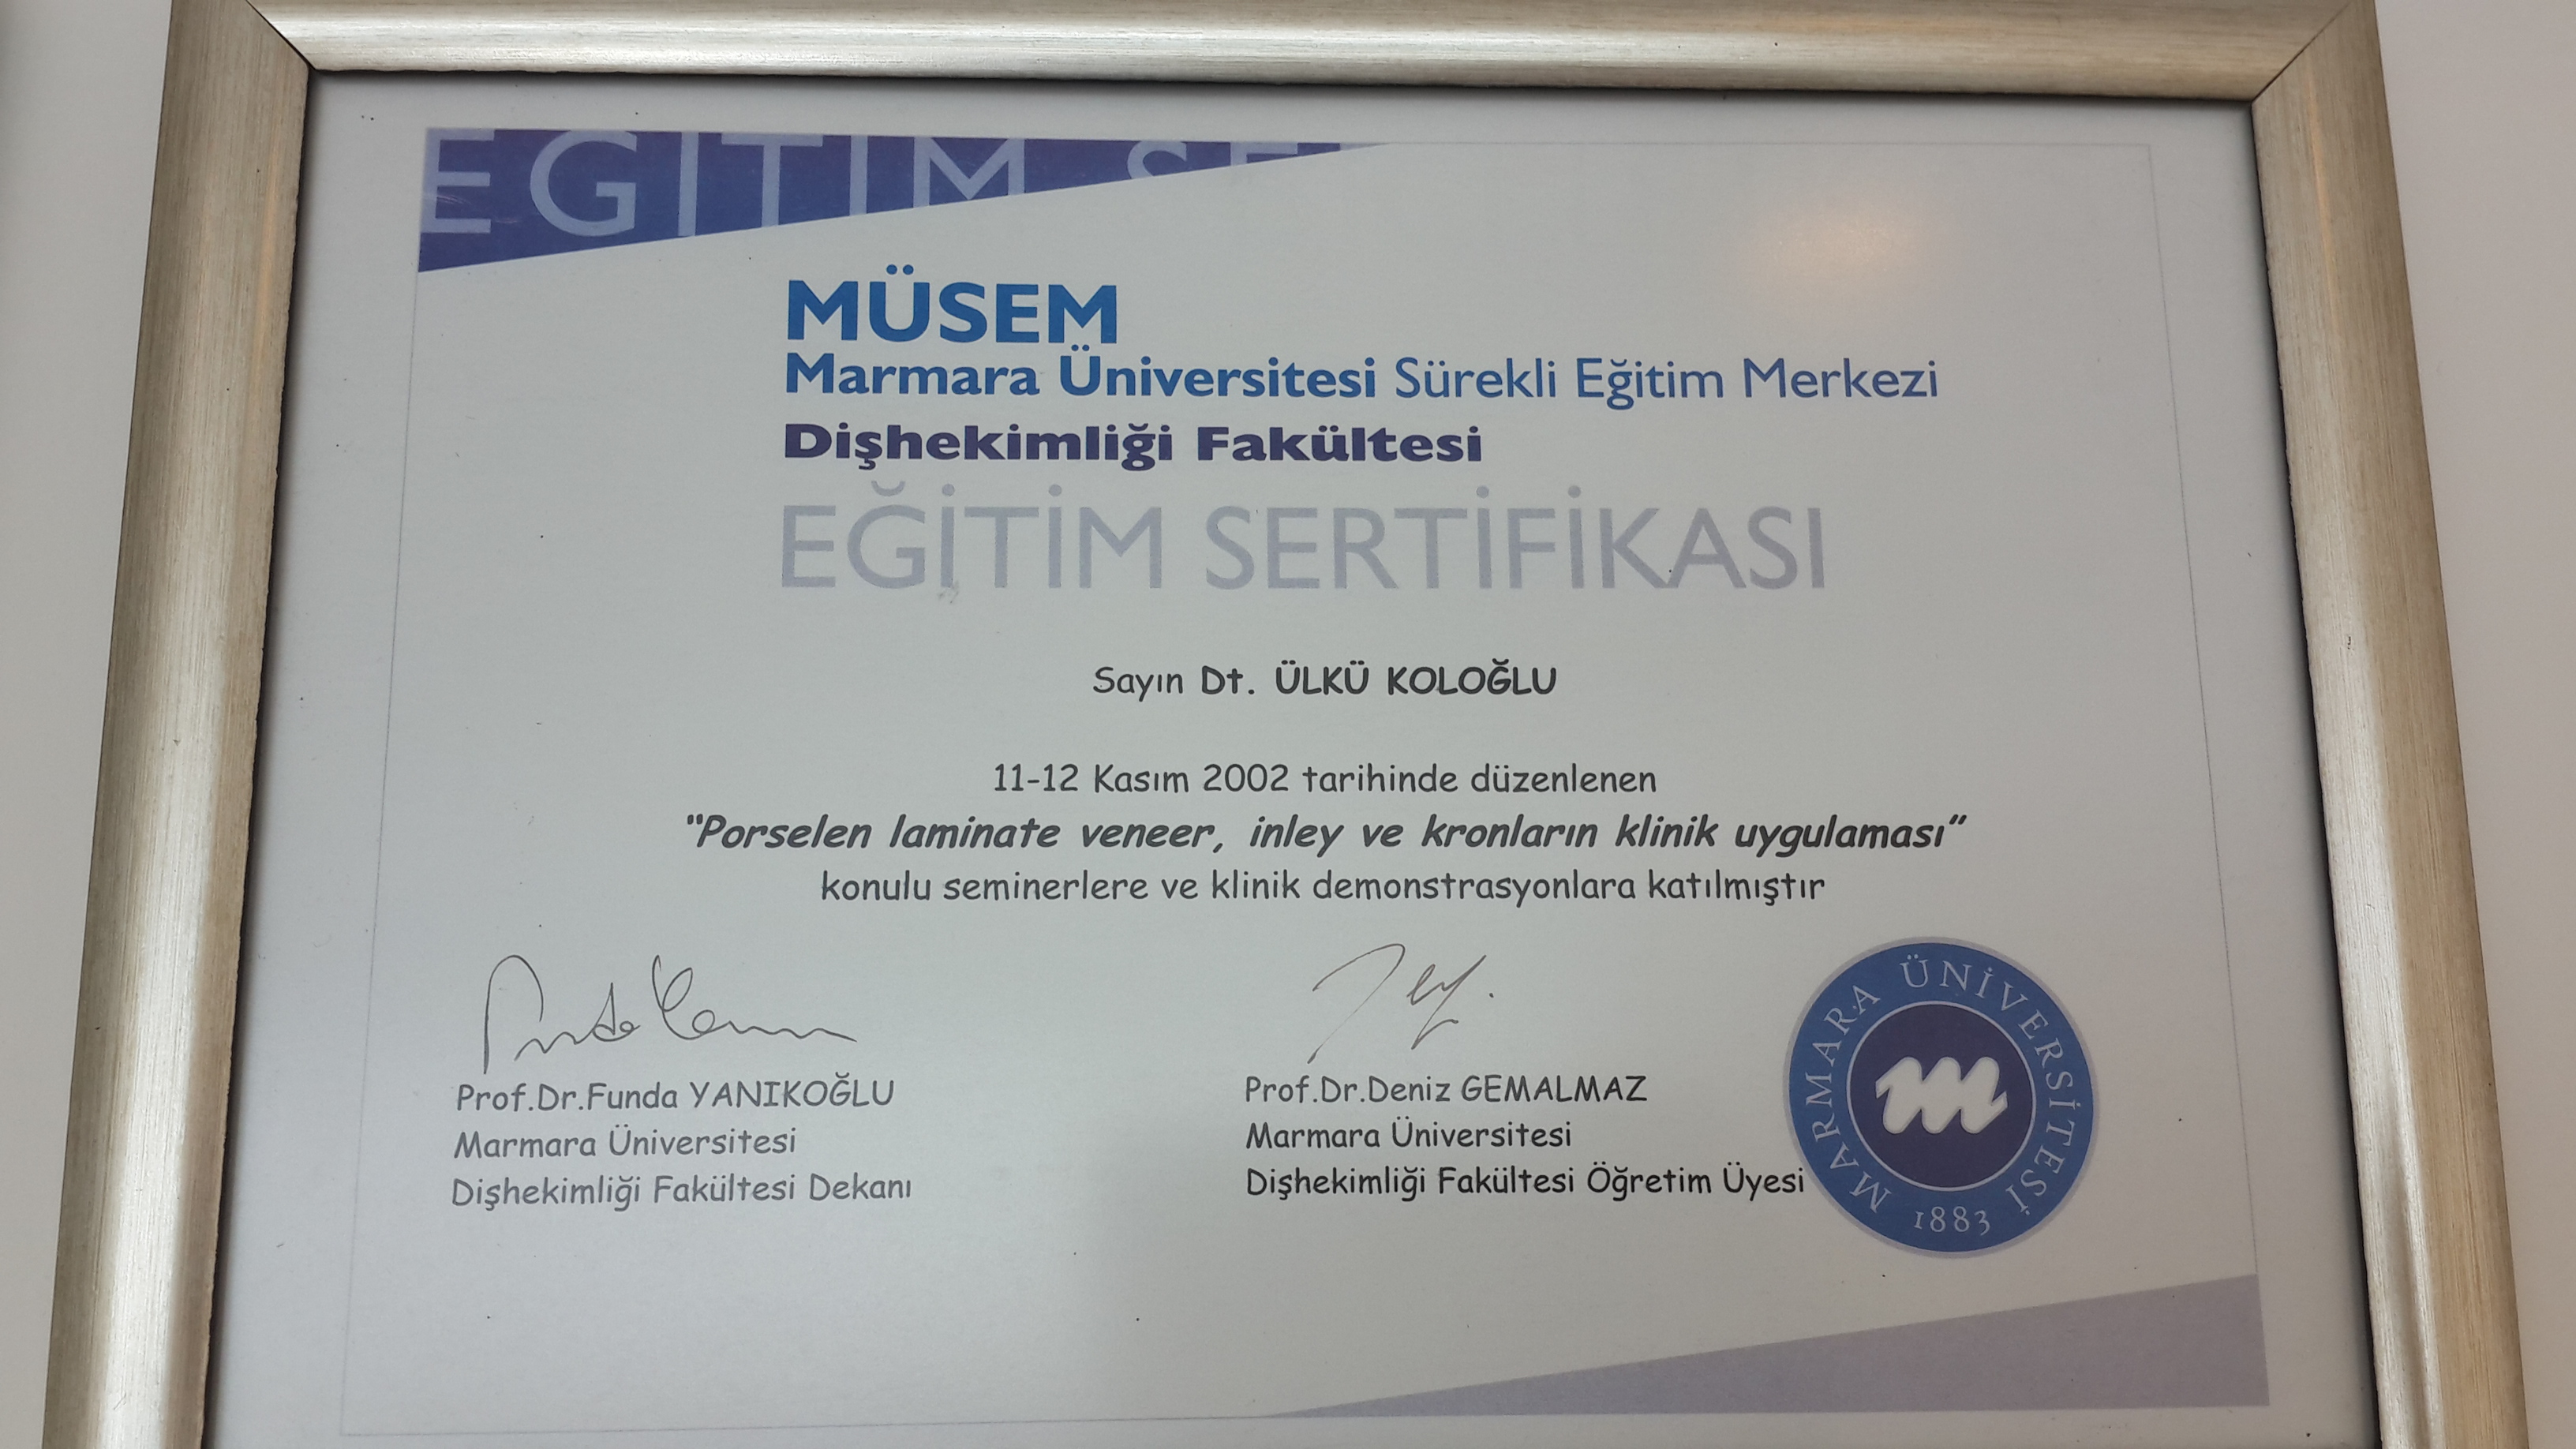 EĞİTİM SE
MÜSEM
Marmara Üniversitesi Sürekli Eğitim Merkezi
Dişhekimliği Fakültesi
EĞİTİM SERTİFİKASI
Sayın Dt. ÜLKÜ KOLOĞLU
11-12 Kasım 2002 tarihinde düzenlenen
"Porselen laminate veneer, inley ve kronların klinik uygulaması"
konulu seminerlere ve klinik demonstrasyonlara katılmıştır
Prof.Dr.Funda YANIKOĞLU
Marmara Üniversitesi
Dişhekimliği Fakültesi Dekanı
Prof.Dr.Deniz GEMALMAZ
Marmara Üniversitesi
Dişhekimliği Fakültesi Öğretim Üyesi
MARMARA ÜNİVERSİTESİ
1883